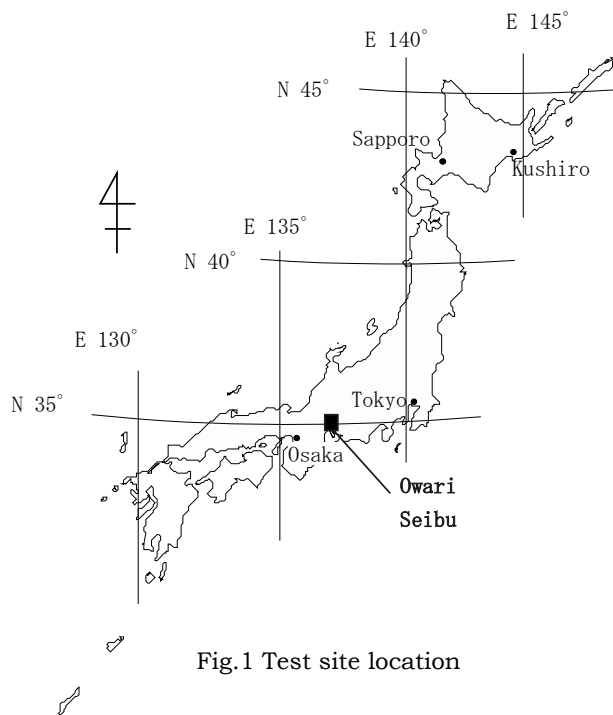 E 145°
E 140°
N 45°
Sapporo
Kushiro
E 135°
N 40°
E 130°
Tokyo
N 35°
Osaka
Owari
Seibu
Fig.1 Test site location